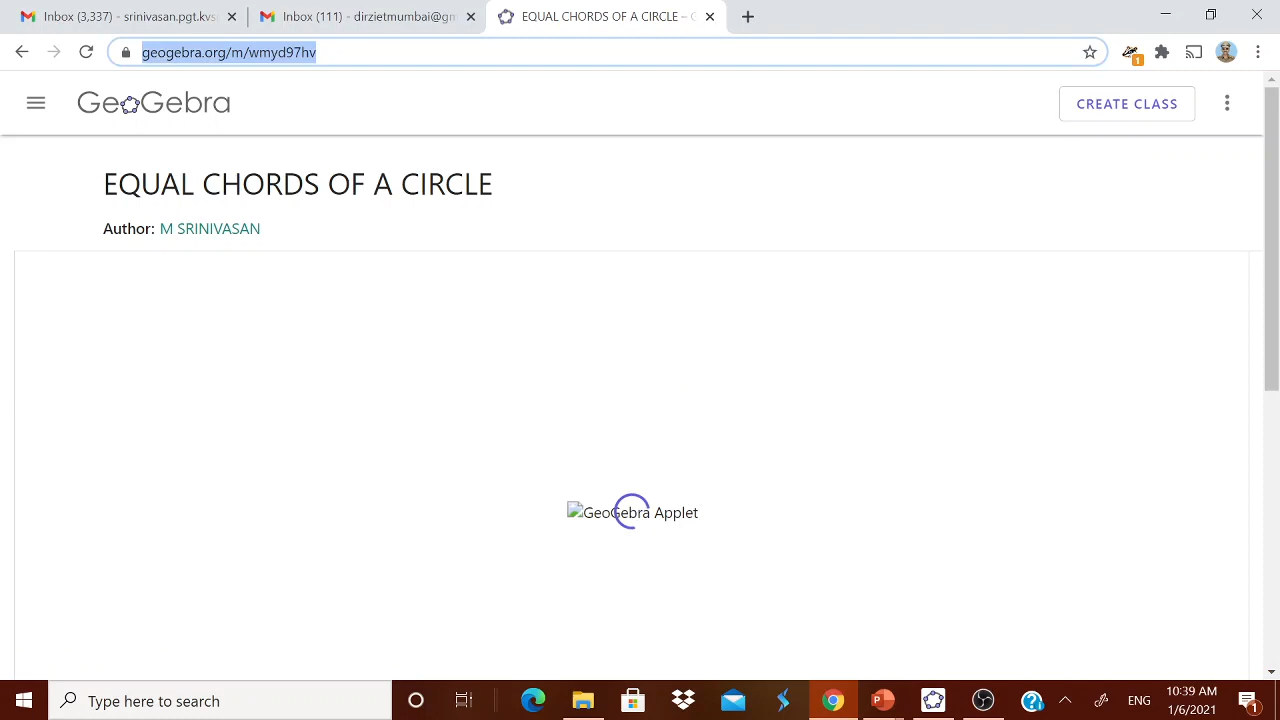 Inbox (3,337) - srinivasan.pgt.kvs
Inbox (111) - dirzietmumbai@gm
EQUAL CHORDS OF A CIRCLE – G
geogebra.org/m/wmyd97hv
1
GeoGebra
CREATE CLASS
EQUAL CHORDS OF A CIRCLE
Author: M SRINIVASAN
GeoGebra Applet
Type here to search
ENG
10:39 AM
1/6/2021
1